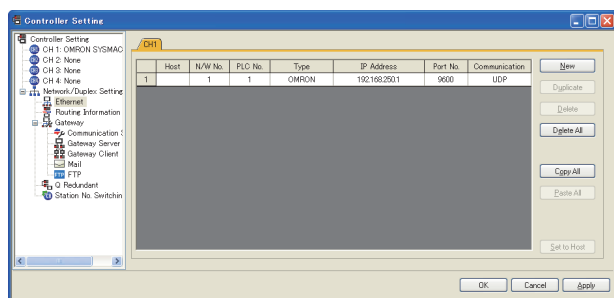 Controller Setting
Controller Setting
CH 1: OMRON SYSMAC
CH 2: None
CH 3: None
CH 4: None
Network/Duplex Setting
Ethernet
Routing Information
Gateway
Communication S
Gateway Server
Gateway Client
Mail
FTP
Q Redundant
Station No. Switchin
CH1
Host N/W No. PLC No. Type IP Address Port No. Communication
1 1 1 OMRON 192.168.250.1 9600 UDP
New
Duplicate
Delete
Delete All
Copy All
Paste All
Set to Host
OK Cancel Apply